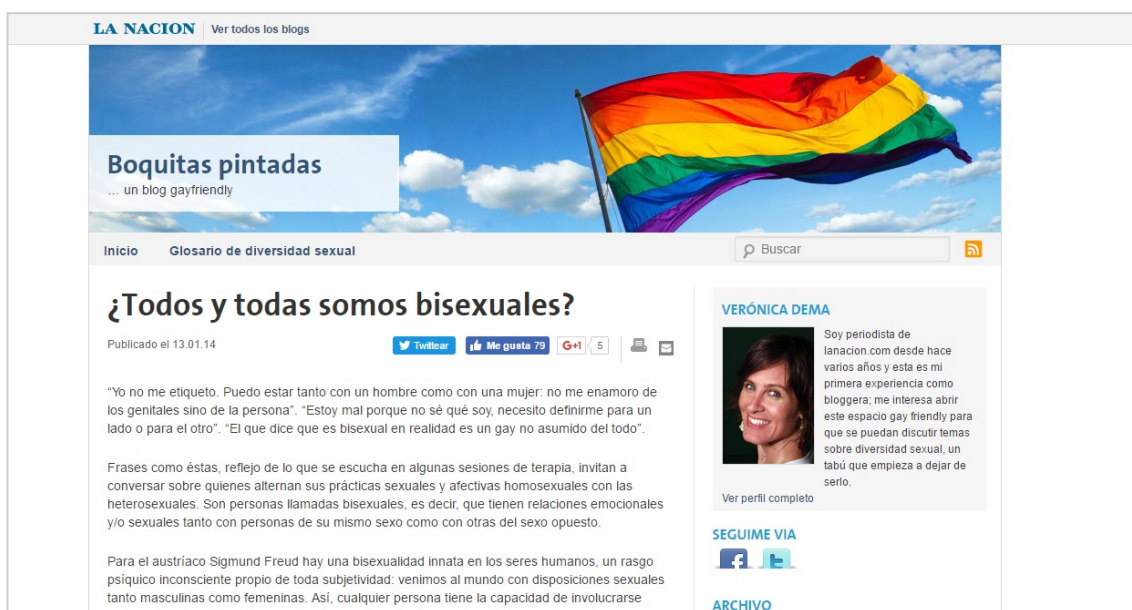 LA NACION Ver todos los blogs
Boquitas pintadas
... un blog gayfriendly
Inicio Glosario de diversidad sexual Buscar
¿Todos y todas somos bisexuales?
Publicado el 13.01.14 Twittear Me gusta 79 G+1 5
“Yo no me etiqueto. Puedo estar tanto con un hombre como con una mujer: no me enamoro de
los genitales sino de la persona”. “Estoy mal porque no sé qué soy, necesito definirme para un
lado o para el otro”. “El que dice que es bisexual en realidad es un gay no asumido del todo”.
Frases como éstas, reflejo de lo que se escucha en algunas sesiones de terapia, invitan a
conversar sobre quienes alternan sus prácticas sexuales y afectivas homosexuales con las
heterosexuales. Son personas llamadas bisexuales, es decir, que tienen relaciones emocionales
y/o sexuales tanto con personas de su mismo sexo como con otras del sexo opuesto.
Para el austríaco Sigmund Freud hay una bisexualidad innata en los seres humanos, un rasgo
psíquico inconsciente propio de toda subjetividad: venimos al mundo con disposiciones sexuales
tanto masculinas como femeninas. Así, cualquier persona tiene la capacidad de involucrarse
VERÓNICA DEMA
Soy periodista de
lanacion.com desde hace
varios años y esta es mi
primera experiencia como
bloggera; me interesa abrir
este espacio gay friendly para
que se puedan discutir temas
sobre diversidad sexual, un
tabú que empieza a dejar de
serlo.
Ver perfil completo
SEGUIME VIA
f t
ARCHIVO